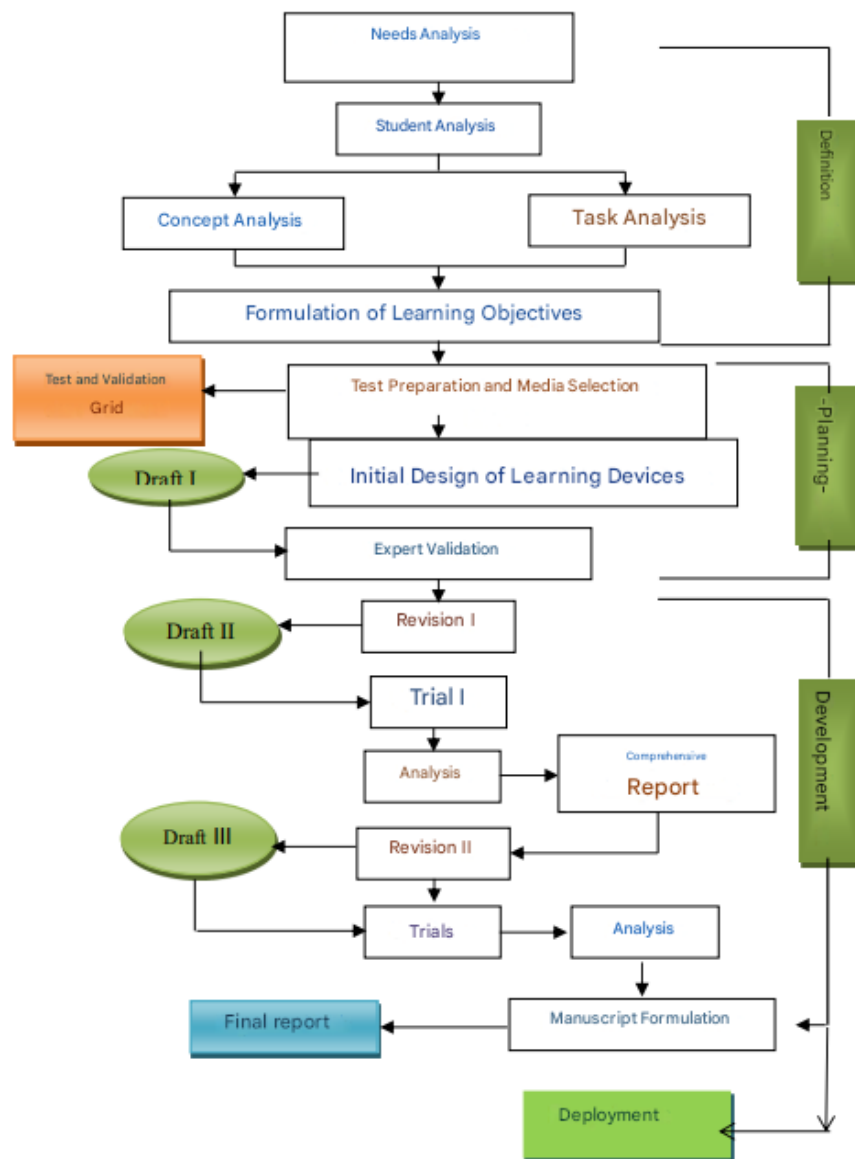 Needs Analysis
Student Analysis
Concept Analysis
Task Analysis
Definition
Formulation of Learning Objectives
Test and Validation
Grid
Test Preparation and Media Selection
-Planning-
Draft I
Initial Design of Learning Devices
Expert Validation
Draft II
Revision I
Trial I
Development
Analysis
Comprehensive
Report
Draft III
Revision II
Trials
Analysis
Final report
Manuscript Formulation
Deployment